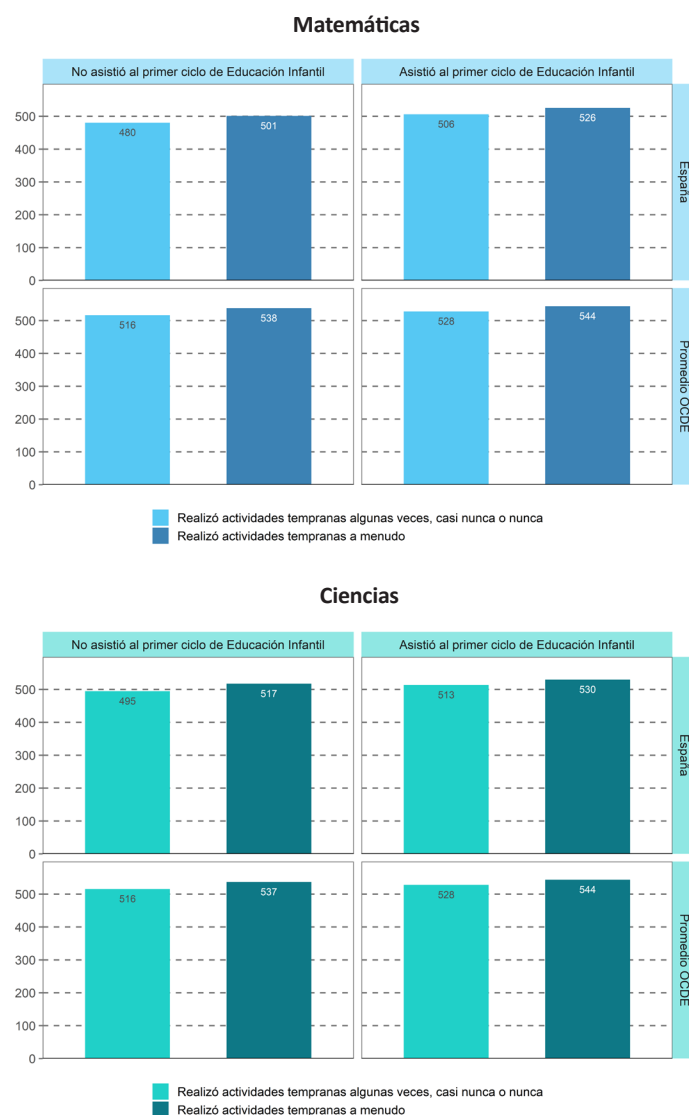 Matemáticas
No asistió al primer ciclo de Educación Infantil
Asistió al primer ciclo de Educación Infantil
500
400
300
200
100
0
480
501
506
526
España
500
400
300
200
100
0
516
538
528
544
Promedio OCDE
Realizó actividades tempranas algunas veces, casi nunca o nunca
Realizó actividades tempranas a menudo
Ciencias
No asistió al primer ciclo de Educación Infantil
Asistió al primer ciclo de Educación Infantil
500
400
300
200
100
0
495
517
513
530
España
500
400
300
200
100
0
516
537
528
544
Promedio OCDE
Realizó actividades tempranas algunas veces, casi nunca o nunca
Realizó actividades tempranas a menudo